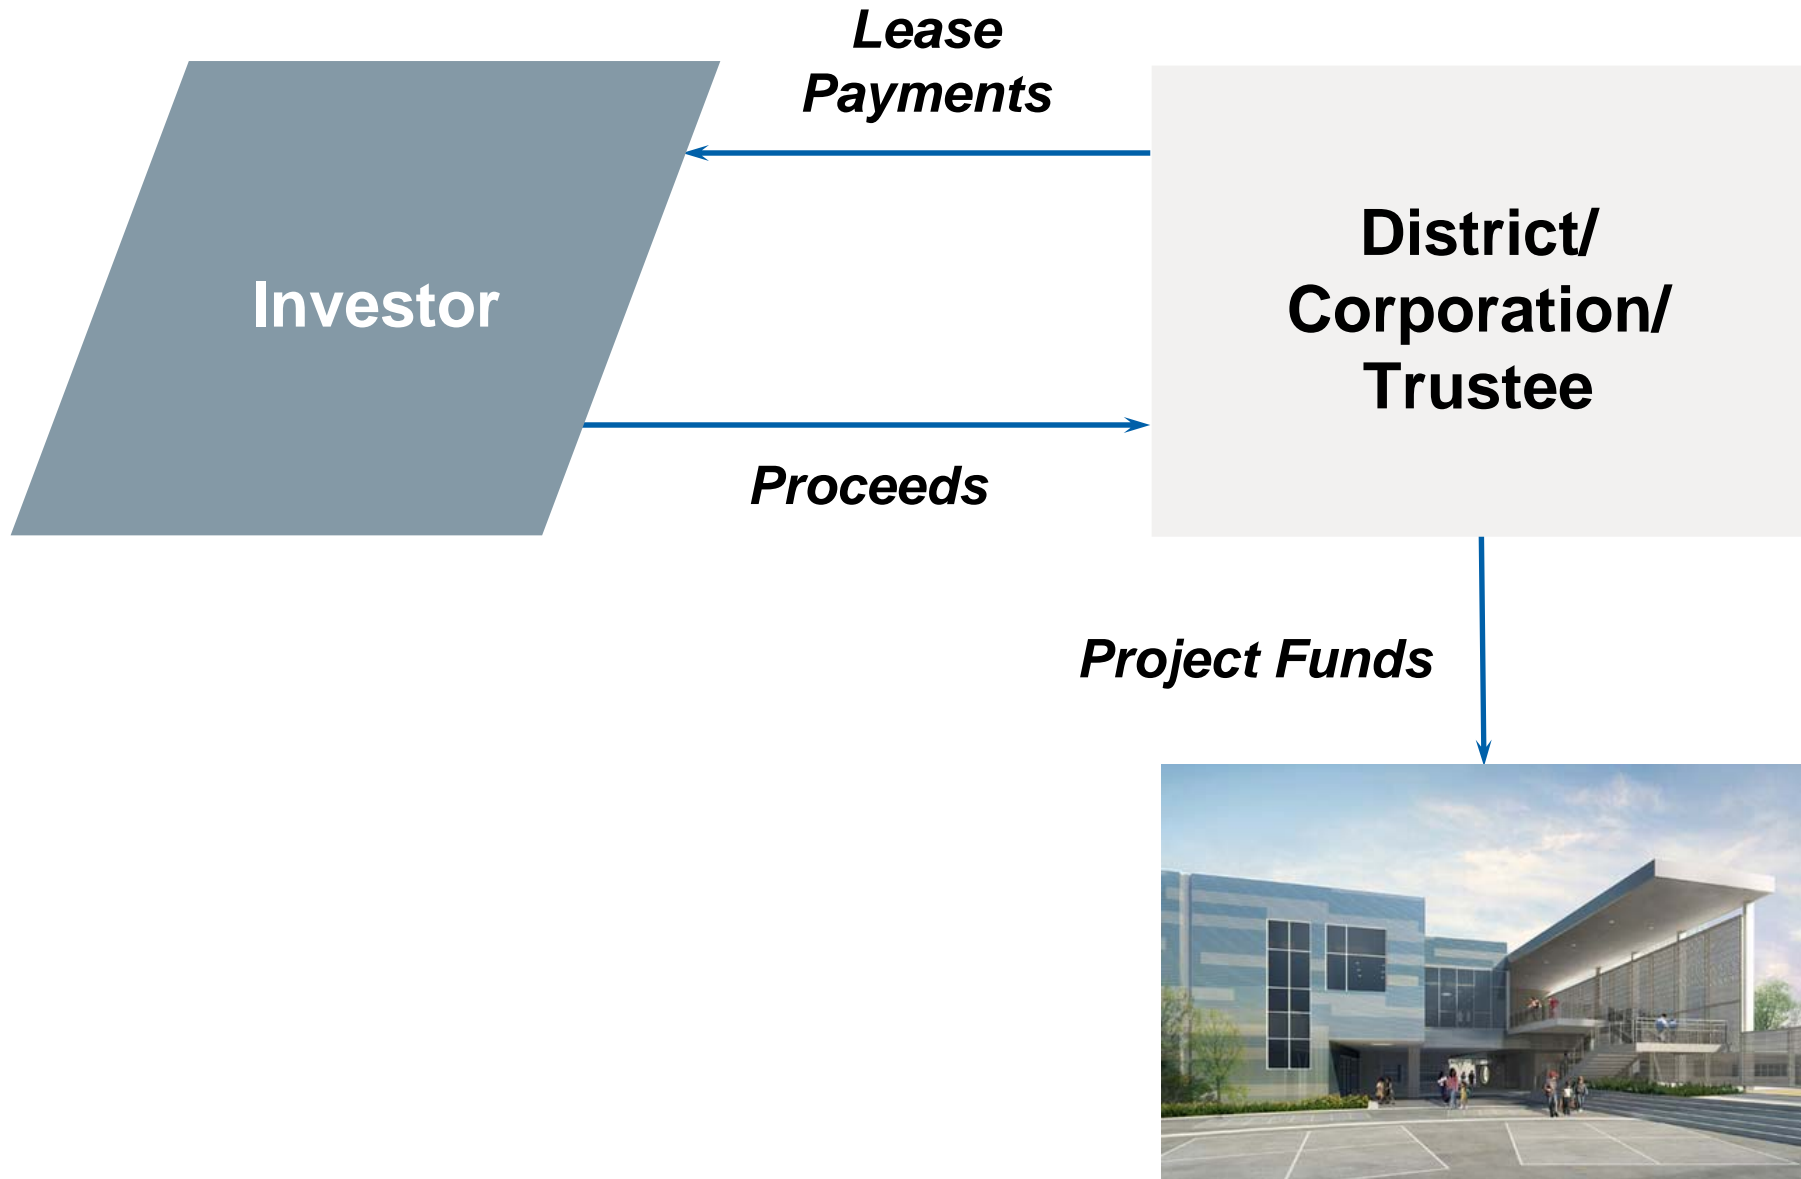 Lease
Payments
Investor
District/
Corporation/
Trustee
Proceeds
Project Funds